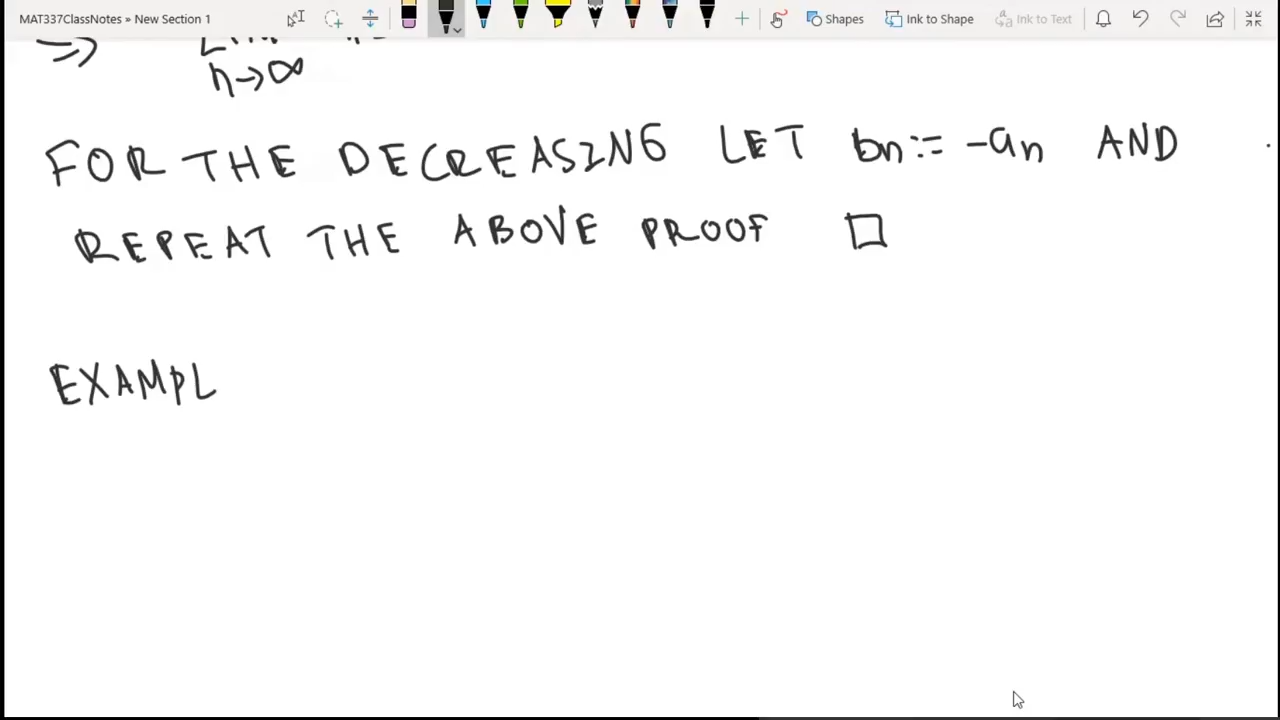 MAT337ClassNotes » New Section 1
Shapes
Ink to Shape
Ink to Text
=>
n→∞
FOR THE DECREASING LET bn:= -an AND
REPEAT THE ABOVE PROOF □
EXAMPL